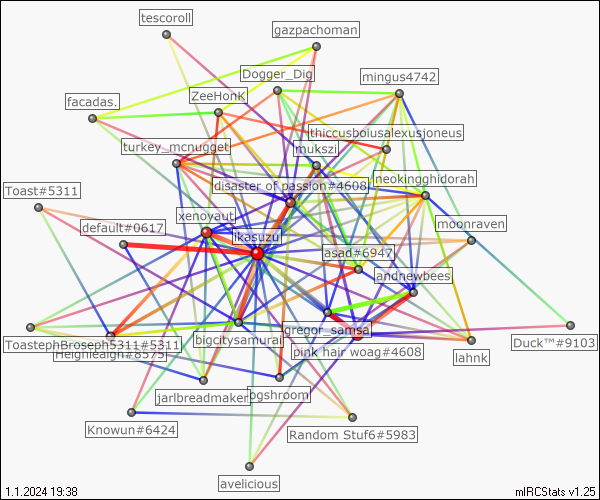 tescoroll
gazpachoman
Dogger_Dig
mingus4742
ZeeHonK
facadas.
thiccusboiusalexusjoneus
turkey_mcnugget
mukszi
neokingghidorah
disaster of passion#4608
Toast#5311
xenoyaut
moonraven
default#0617
ikasuzu
asad#6947
andnewbees
gregor_samsa
bigcitysamurai
ToastephBroseph5311#5311
Duck™#9103
pink hair woag#4608
Heighleaigh#8575
lahnk
jarlbreadmaker
ogshroom
Knowun#6424
Random Stuf6#5983
avelicious
1.1.2024 19:38
mIRCStats v1.25